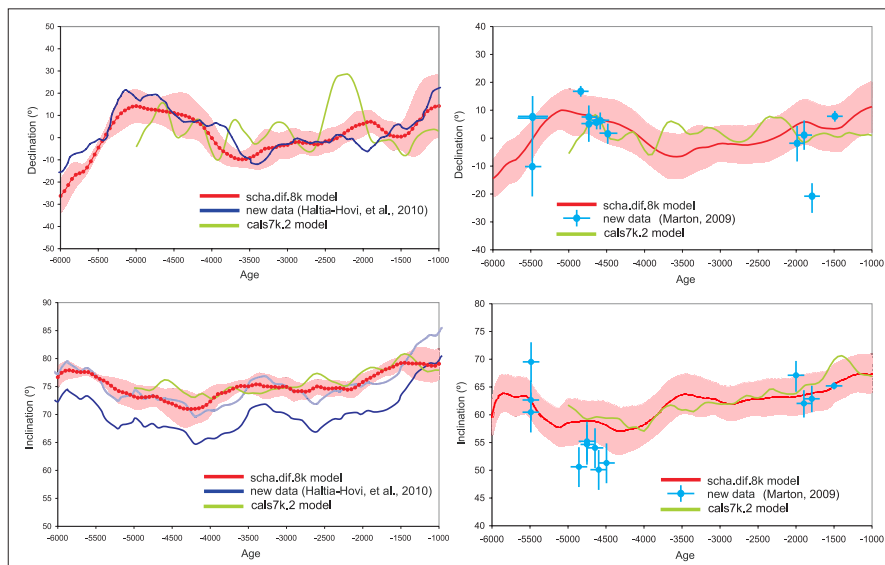 50
40
30
20
10
0
-10
-20
-30
-40
-50
Declination (º)
scha.dif.8k model
new data (Haltia-Hovi, et al., 2010)
cals7k.2 model
-6000 -5500 -5000 -4500 -4000 -3500 -3000 -2500 -2000 -1500 -1000
Age
40
30
20
10
0
-10
-20
-30
-40
Declination (º)
scha.dif.8k model
new data (Marton, 2009)
cals7k.2 model
-6000 -5500 -5000 -4500 -4000 -3500 -3000 -2500 -2000 -1500 -1000
Age
100
90
80
70
60
50
Inclination (º)
scha.dif.8k model
new data (Haltia-Hovi, et al., 2010)
cals7k.2 model
-6000 -5500 -5000 -4500 -4000 -3500 -3000 -2500 -2000 -1500 -1000
Age
80
75
70
65
60
55
50
45
40
Inclination (º)
scha.dif.8k model
new data (Marton, 2009)
cals7k.2 model
-6000 -5500 -5000 -4500 -4000 -3500 -3000 -2500 -2000 -1500 -1000
Age